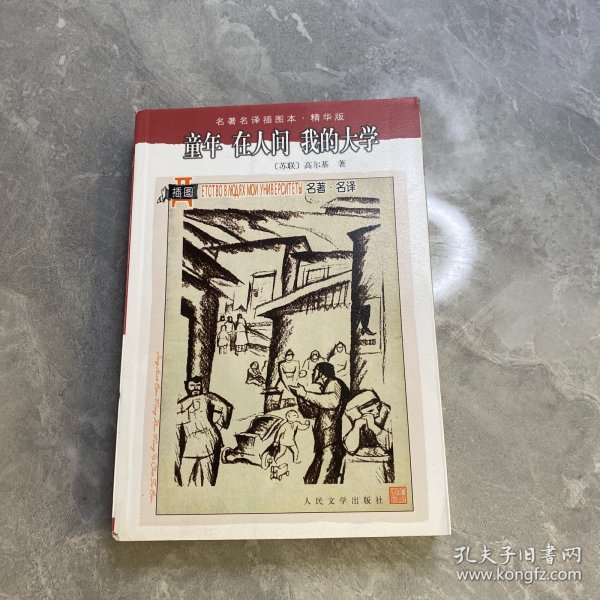 名著名译插图本·精华版
童年 在人间 我的大学
〔苏联〕高尔基 著
插图
ЕТСТВО В ЛЮДЯХ МОИ УНИВЕРСИТЕТЫ 名著·名译
人民文学出版社
孔夫子旧书网
www.kongfz.com